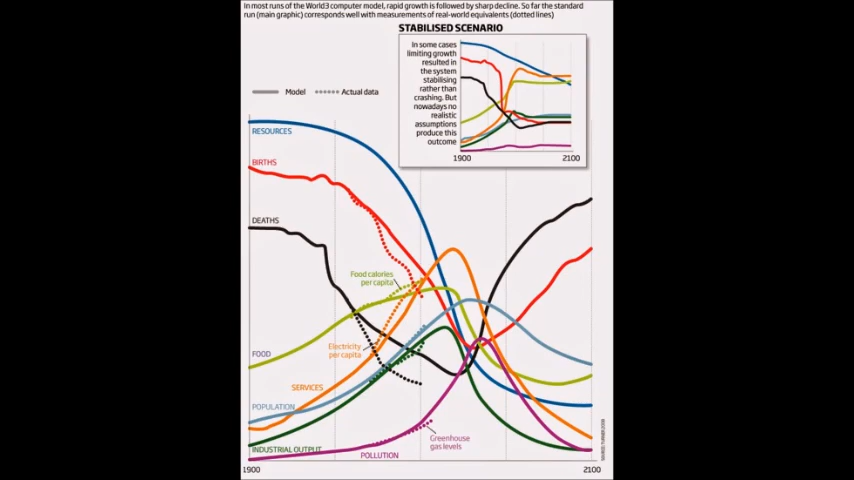 In most runs of the World3 computer model, rapid growth is followed by sharp decline. So far the standard
run (main graphic) corresponds well with measurements of real-world equivalents (dotted lines)
STABILISED SCENARIO
In some cases
limiting growth
resulted in
the system
stabilising
rather than
crashing. But
nowadays no
realistic
assumptions
produce this
outcome
1900
2100
Model
Actual data
RESOURCES
BIRTHS
DEATHS
Food calories
per capita
Electricity
per capita
FOOD
SERVICES
POPULATION
INDUSTRIAL OUTPUT
POLLUTION
Greenhouse
gas levels
1900
2100